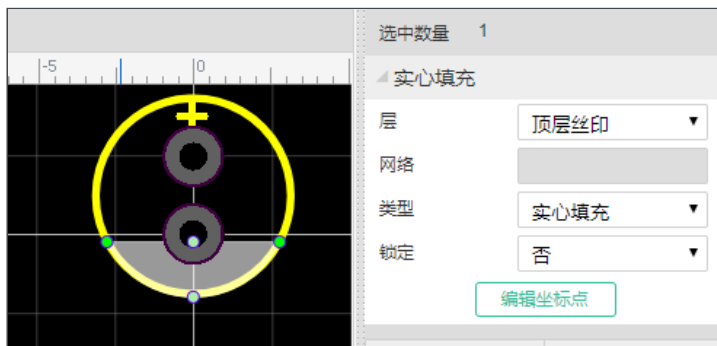 选中数量 1
-5 0
实心填充
层 顶层丝印
网络
类型 实心填充
锁定 否
编辑坐标点
+